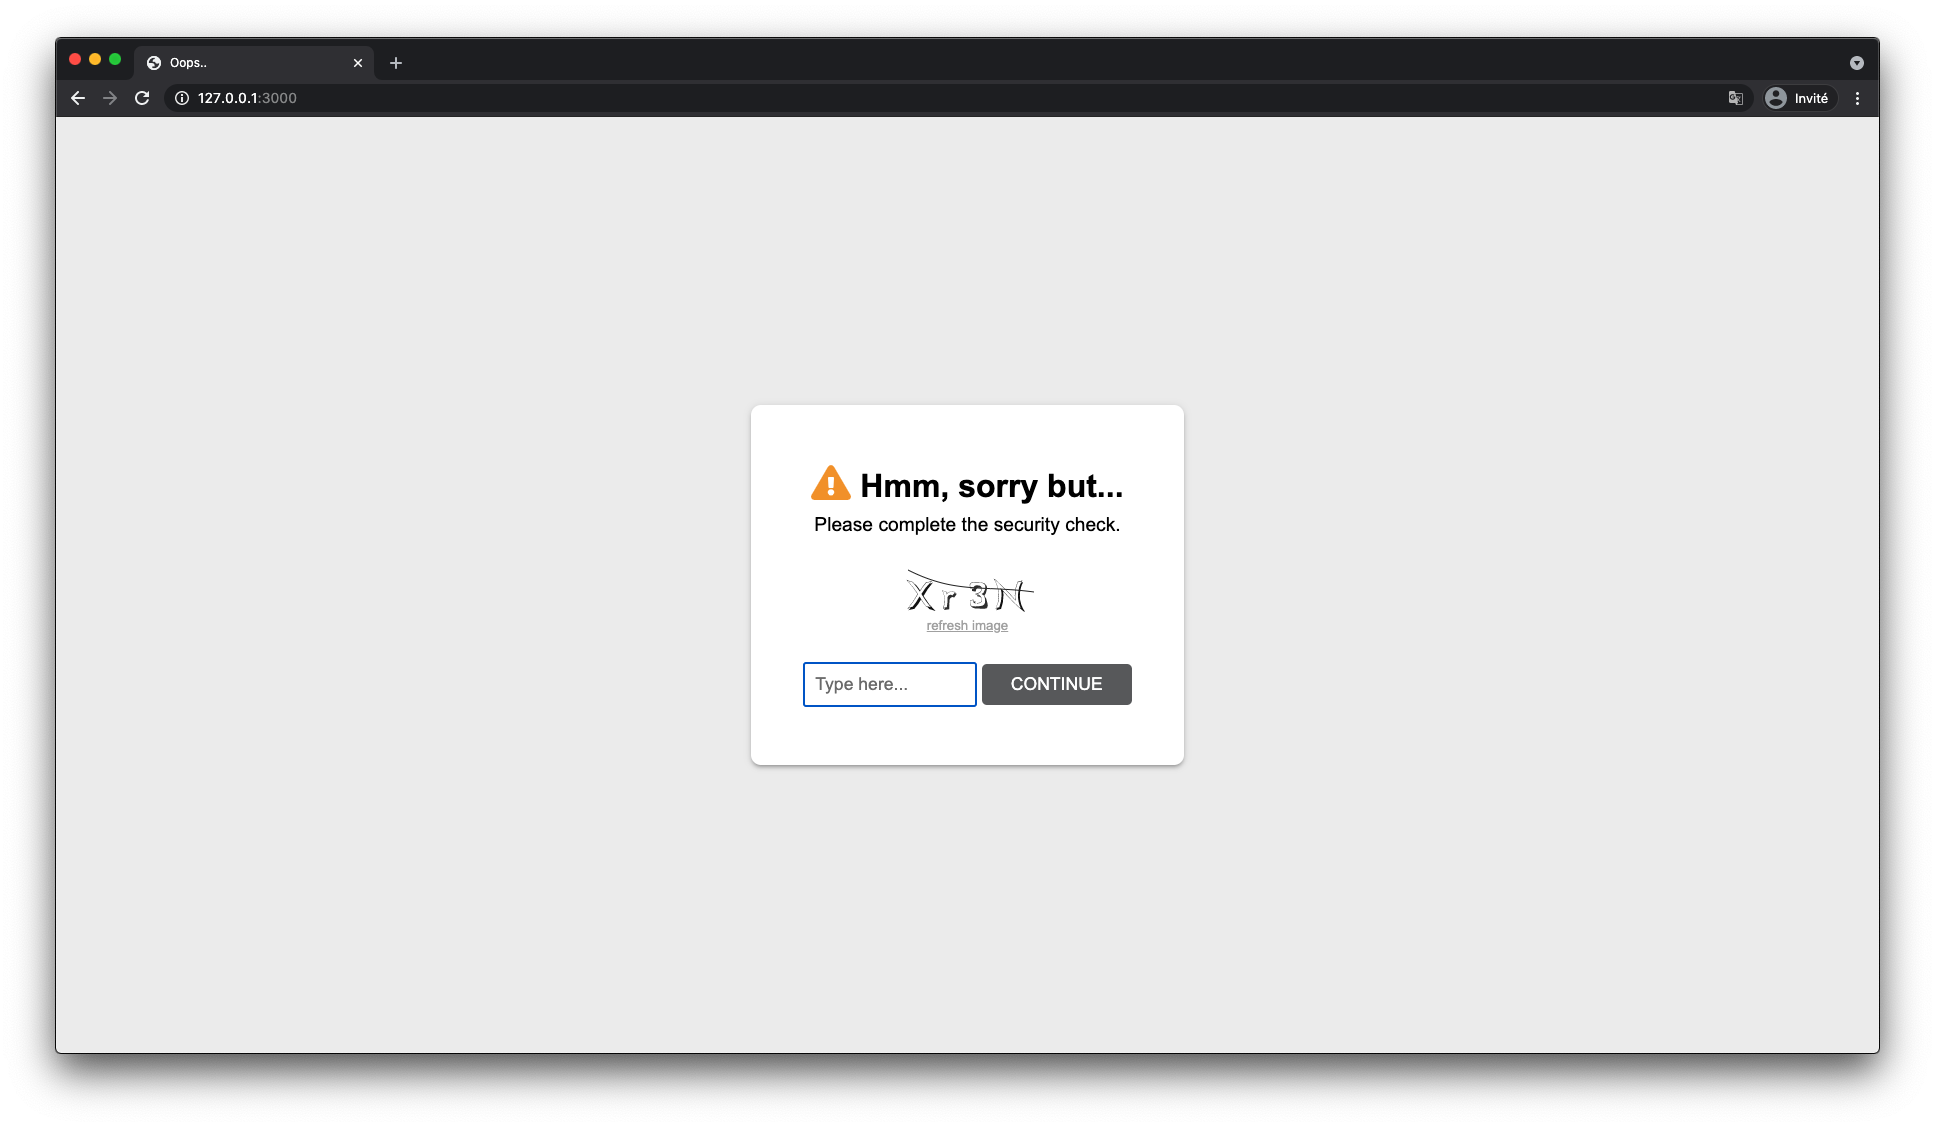 Oops..
127.0.0.1:3000
Invité
Hmm, sorry but...
Please complete the security check.
Xr3N
refresh image
Type here...
CONTINUE